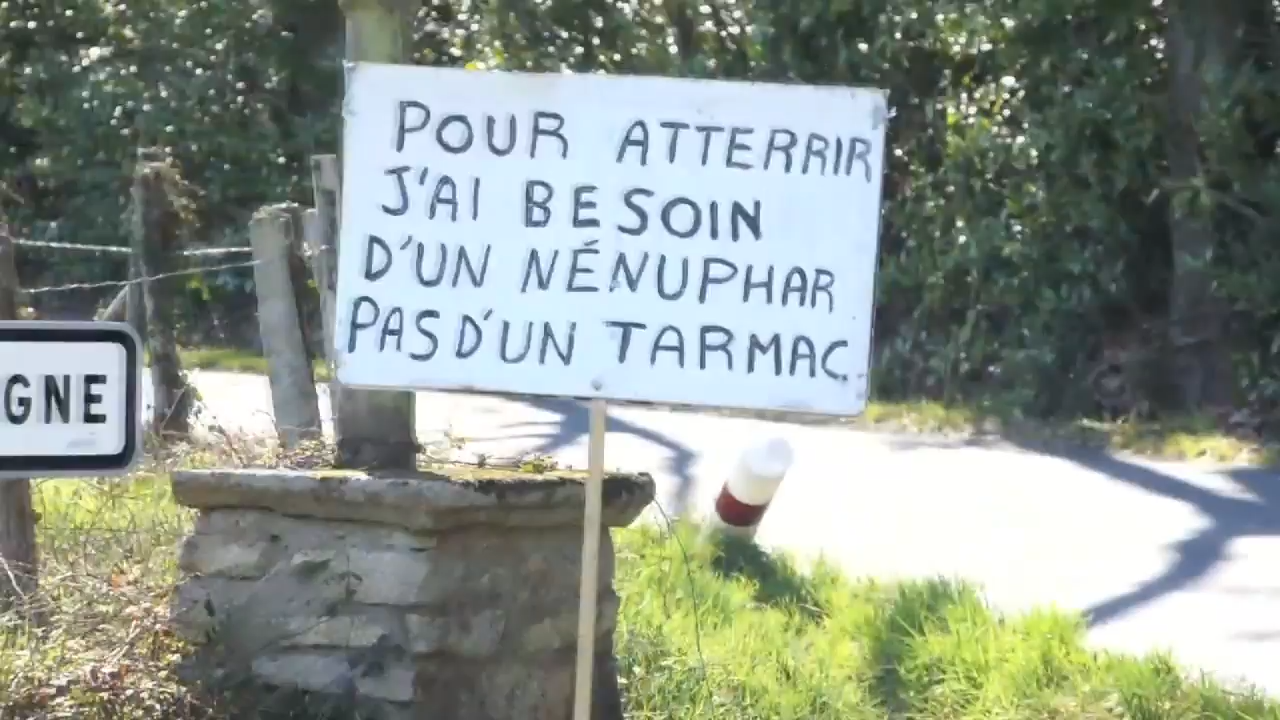 POUR ATTERRIR
J'AI BESOIN
D'UN NÉNUPHAR
PAS D'UN TARMAC.
GNE